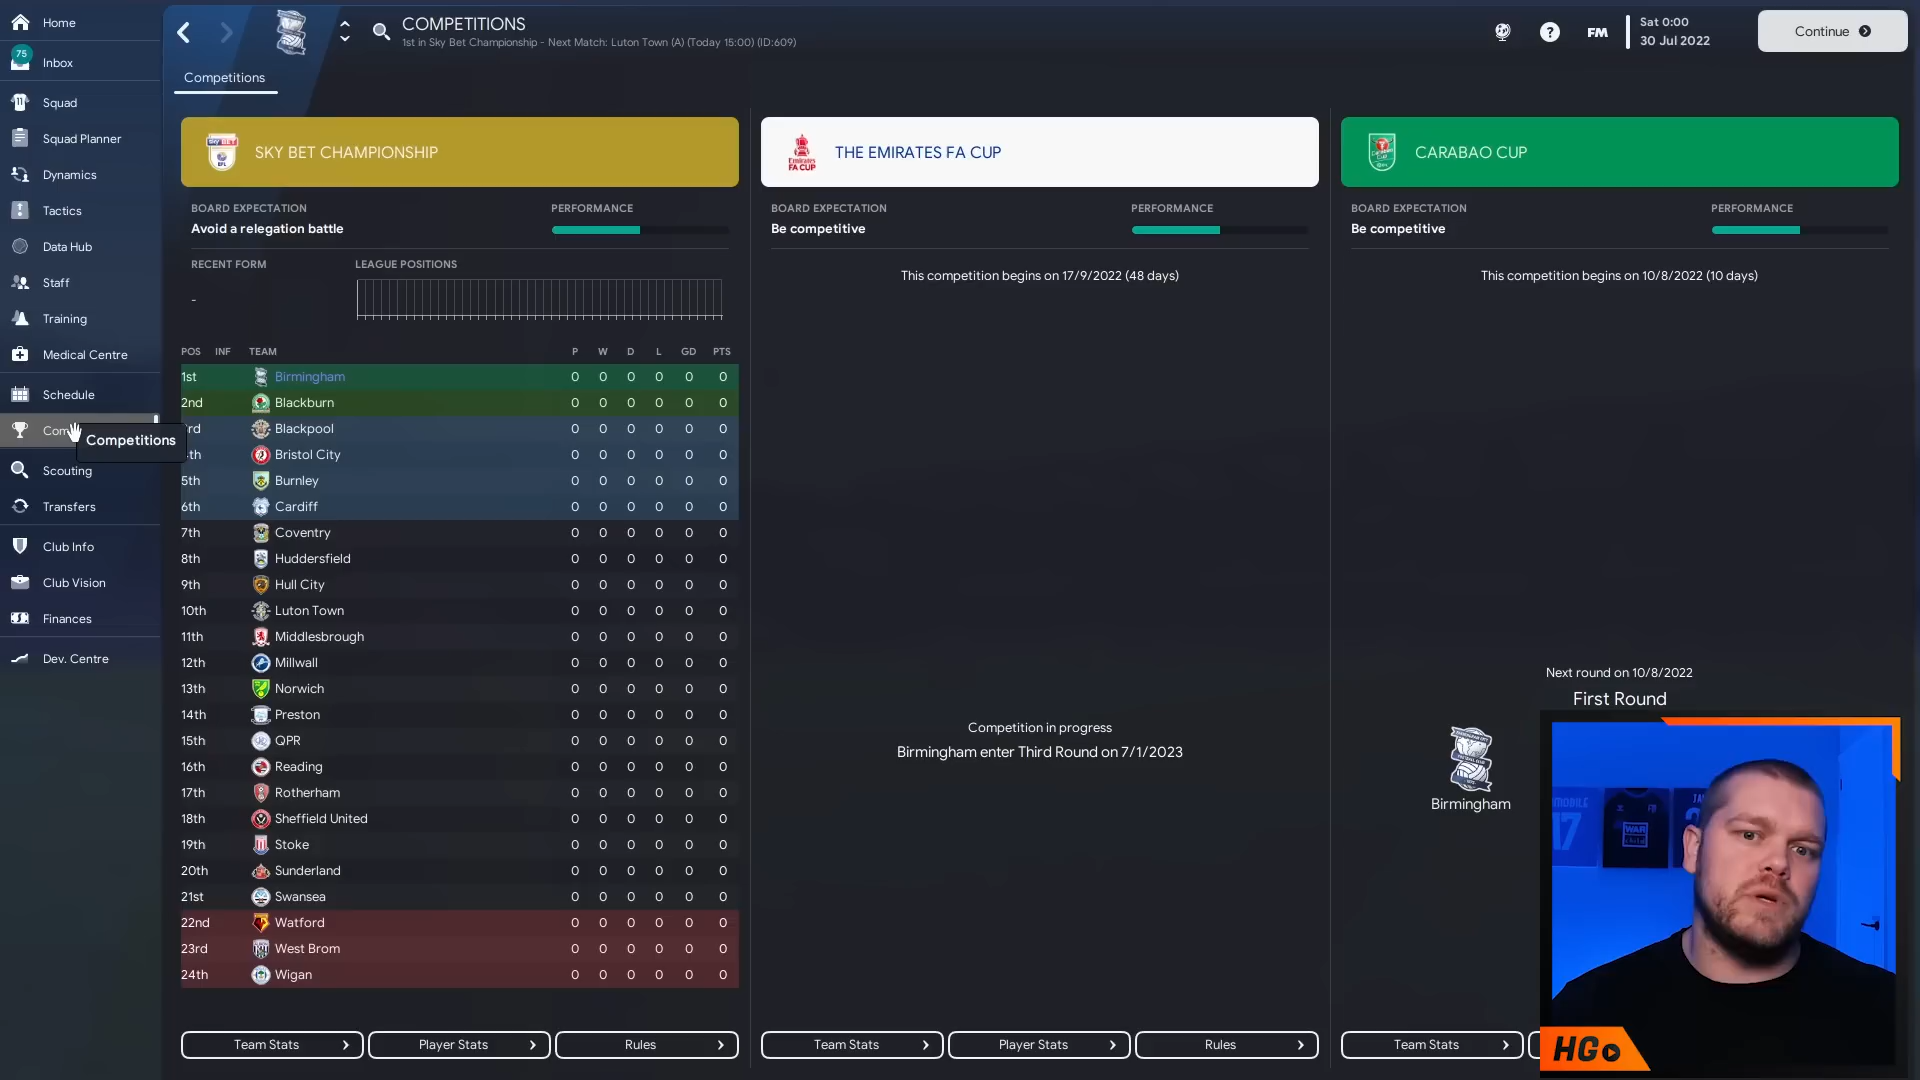 Home
75
Inbox
Squad
Squad Planner
Dynamics
Tactics
Data Hub
Staff
Training
Medical Centre
Schedule
Com
Competitions
Scouting
Transfers
Club Info
Club Vision
Finances
Dev. Centre
COMPETITIONS
1st in Sky Bet Championship - Next Match: Luton Town (A) (Today 15:00) (ID:609)
?
FM
Sat 0:00
30 Jul 2022
Continue
Competitions
SKY BET CHAMPIONSHIP
BOARD EXPECTATION PERFORMANCE
Avoid a relegation battle
RECENT FORM LEAGUE POSITIONS
-
POS INF TEAM P W D L GD PTS
1st Birmingham 0 0 0 0 0 0
2nd Blackburn 0 0 0 0 0 0
rd Blackpool 0 0 0 0 0 0
th Bristol City 0 0 0 0 0 0
5th Burnley 0 0 0 0 0 0
6th Cardiff 0 0 0 0 0 0
7th Coventry 0 0 0 0 0 0
8th Huddersfield 0 0 0 0 0 0
9th Hull City 0 0 0 0 0 0
10th Luton Town 0 0 0 0 0 0
11th Middlesbrough 0 0 0 0 0 0
12th Millwall 0 0 0 0 0 0
13th Norwich 0 0 0 0 0 0
14th Preston 0 0 0 0 0 0
15th QPR 0 0 0 0 0 0
16th Reading 0 0 0 0 0 0
17th Rotherham 0 0 0 0 0 0
18th Sheffield United 0 0 0 0 0 0
19th Stoke 0 0 0 0 0 0
20th Sunderland 0 0 0 0 0 0
21st Swansea 0 0 0 0 0 0
22nd Watford 0 0 0 0 0 0
23rd West Brom 0 0 0 0 0 0
24th Wigan 0 0 0 0 0 0
Team Stats Player Stats Rules
Emirates
FA CUP
THE EMIRATES FA CUP
BOARD EXPECTATION PERFORMANCE
Be competitive
This competition begins on 17/9/2022 (48 days)
Competition in progress
Birmingham enter Third Round on 7/1/2023
Team Stats Player Stats Rules
CARABAO CUP
BOARD EXPECTATION PERFORMANCE
Be competitive
This competition begins on 10/8/2022 (10 days)
Next round on 10/8/2022
First Round
Birmingham
Team Stats
MOBILE
17
WAR
HGo